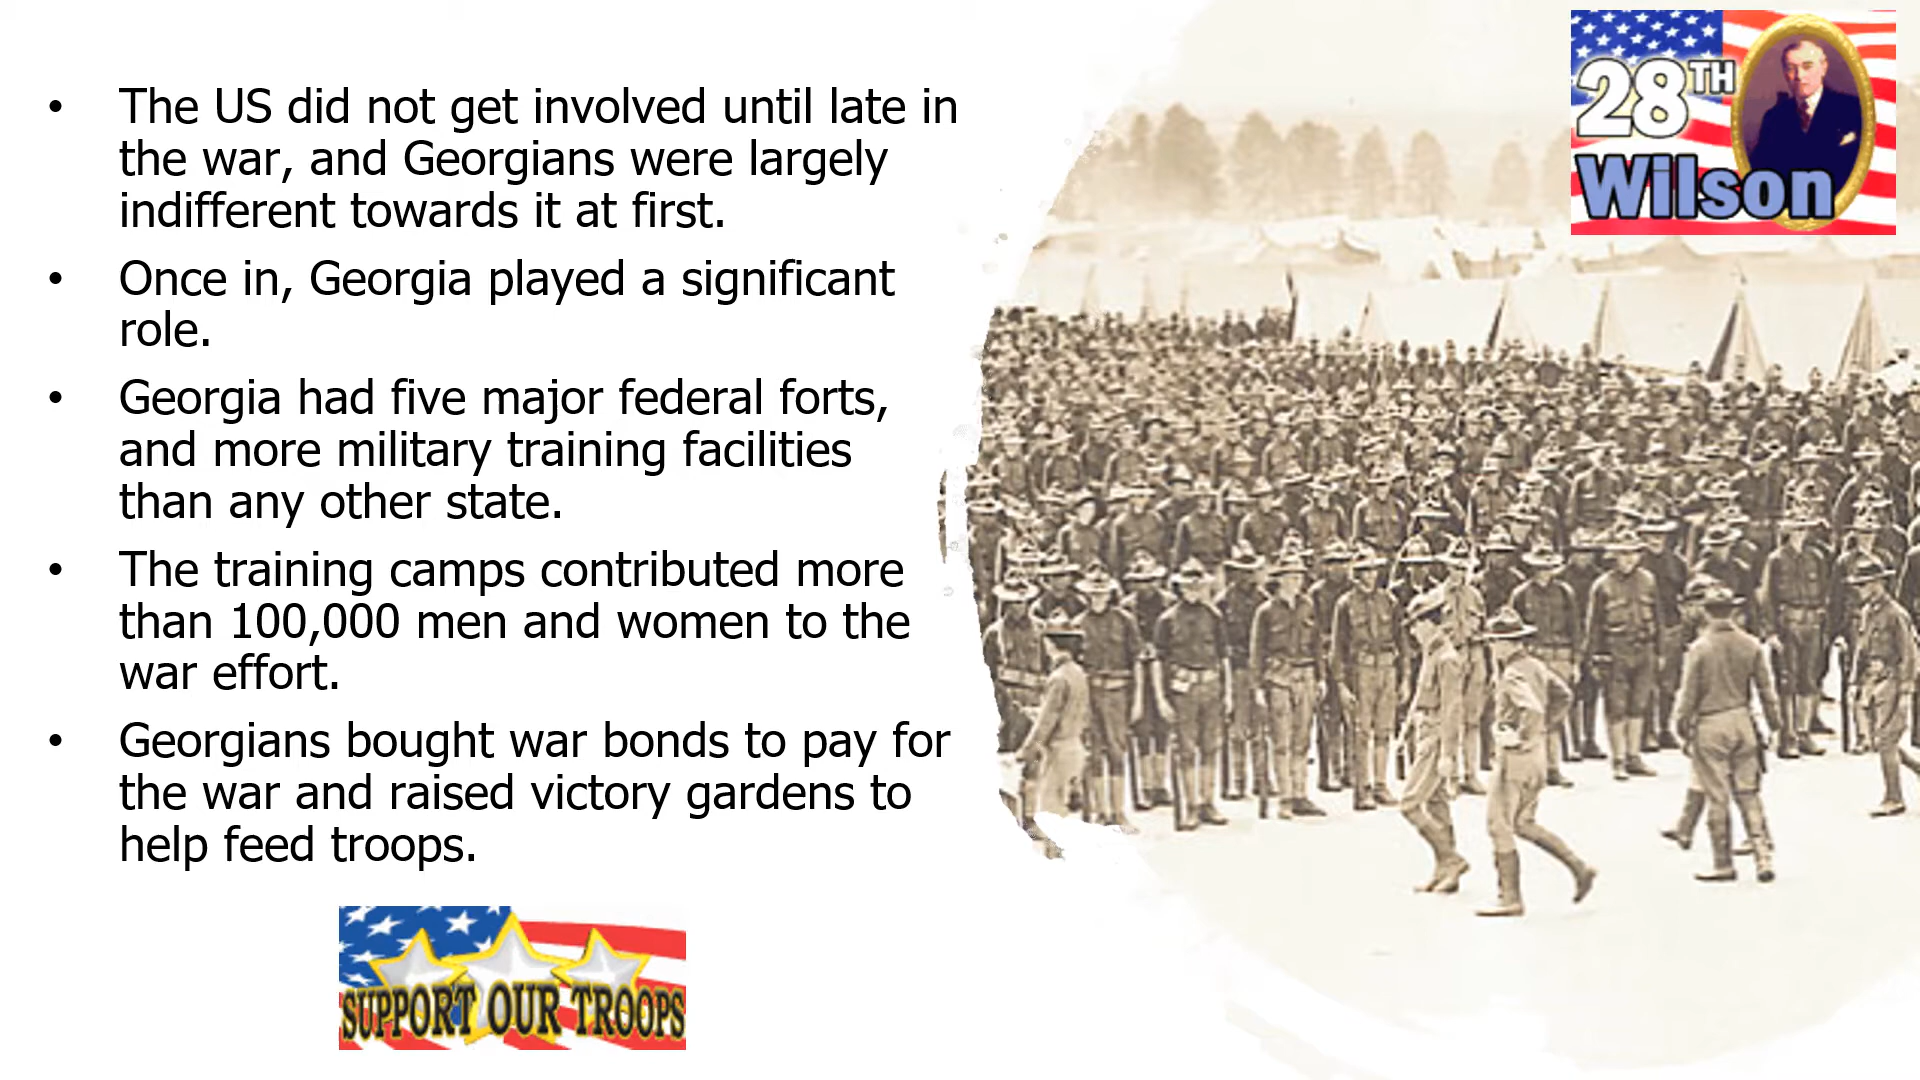 • The US did not get involved until late in
the war, and Georgians were largely
indifferent towards it at first.
• Once in, Georgia played a significant
role.
• Georgia had five major federal forts,
and more military training facilities
than any other state.
• The training camps contributed more
than 100,000 men and women to the
war effort.
• Georgians bought war bonds to pay for
the war and raised victory gardens to
help feed troops.
SUPPORT OUR TROOPS
28TH
Wilson